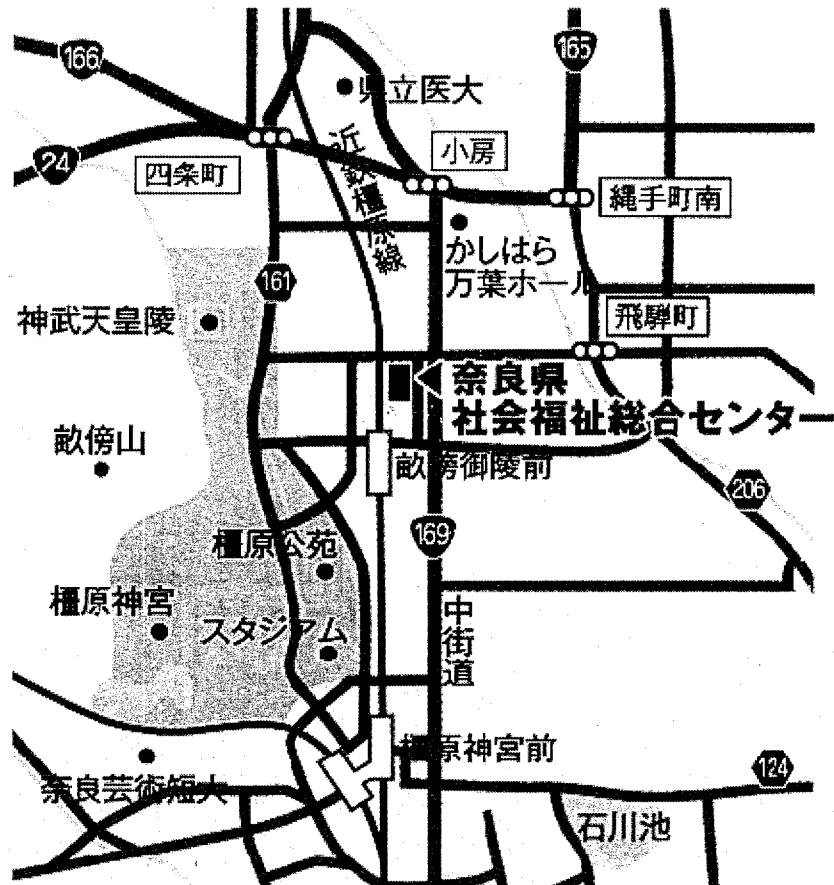 166
165
県立医大
24
四条町
近鉄橿原線
小房
縄手町南
かしはら
万葉ホール
161
神武天皇陵
飛騨町
奈良県
社会福祉総合センター
畝傍山
畝傍御陵前
206
169
橿原公苑
橿原神宮
スタジアム
中街道
橿原神宮前
124
奈良芸術短大
石川池